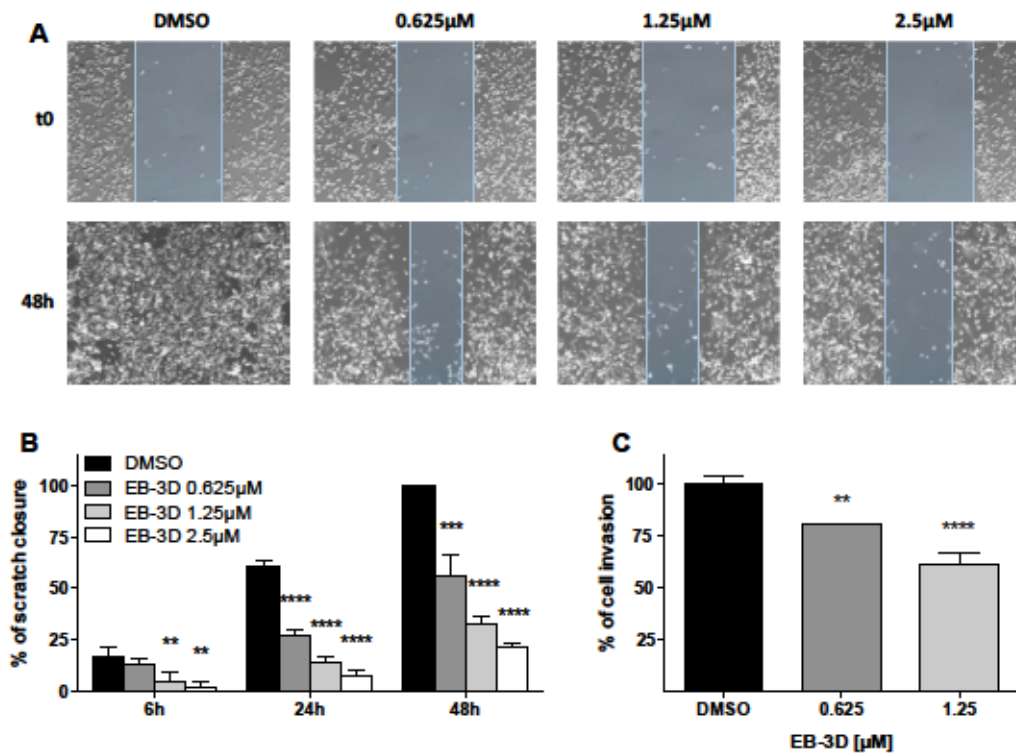 DMSO 0.625µM 1.25µM 2.5µM
A
t0
48h
B
DMSO
EB-3D 0.625µM
EB-3D 1.25µM
EB-3D 2.5µM
% of scratch closure
100
75
50
25
0
** **
**** **** ****
*** **** ****
6h 24h 48h
C
% of cell invasion
100
75
50
25
** ****
DMSO 0.625 1.25
EB-3D [µM]